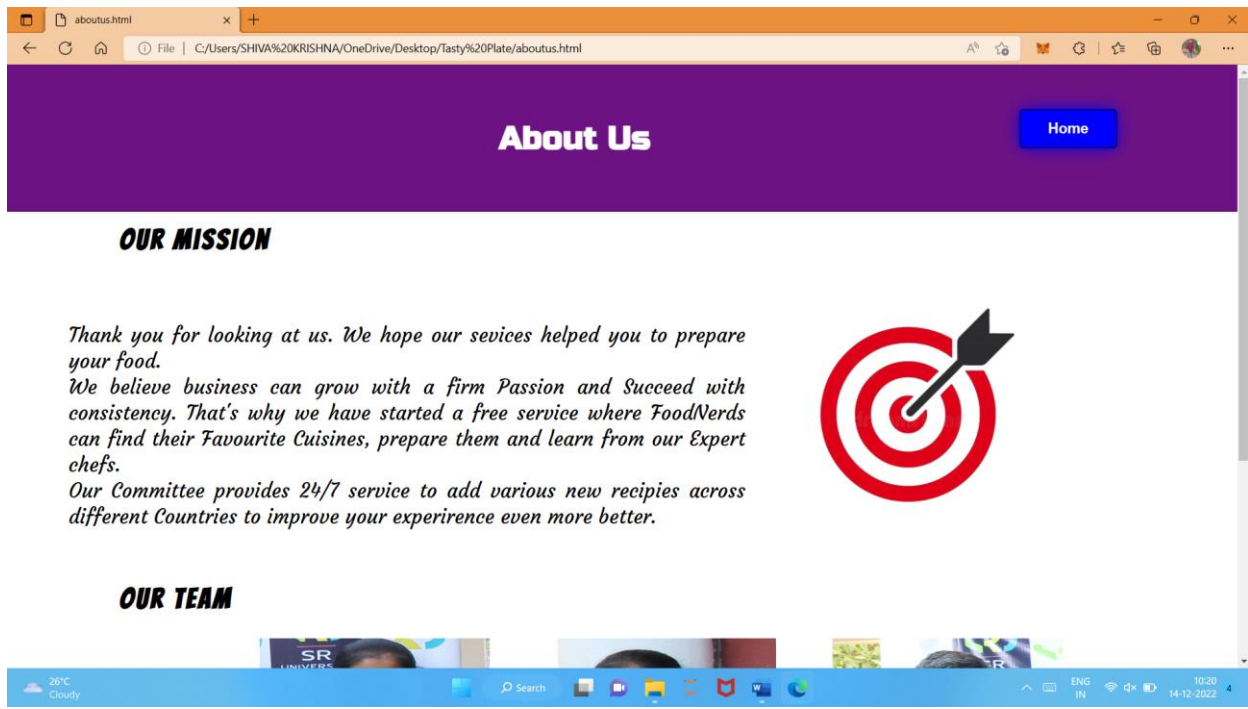 aboutus.html
File | C:/Users/SHIVA%20KRISHNA/OneDrive/Desktop/Tasty%20Plate/aboutus.html
About Us
Home
OUR MISSION
Thank you for looking at us. We hope our sevices helped you to prepare
your food.
We believe business can grow with a firm Passion and Succeed with
consistency. That's why we have started a free service where FoodNerds
can find their Favourite Cuisines, prepare them and learn from our Expert
chefs.
Our Committee provides 24/7 service to add various new recipies across
different Countries to improve your experirence even more better.
OUR TEAM
SR
26°C
Cloudy
Search
ENG
IN
10:20
14-12-2022
4